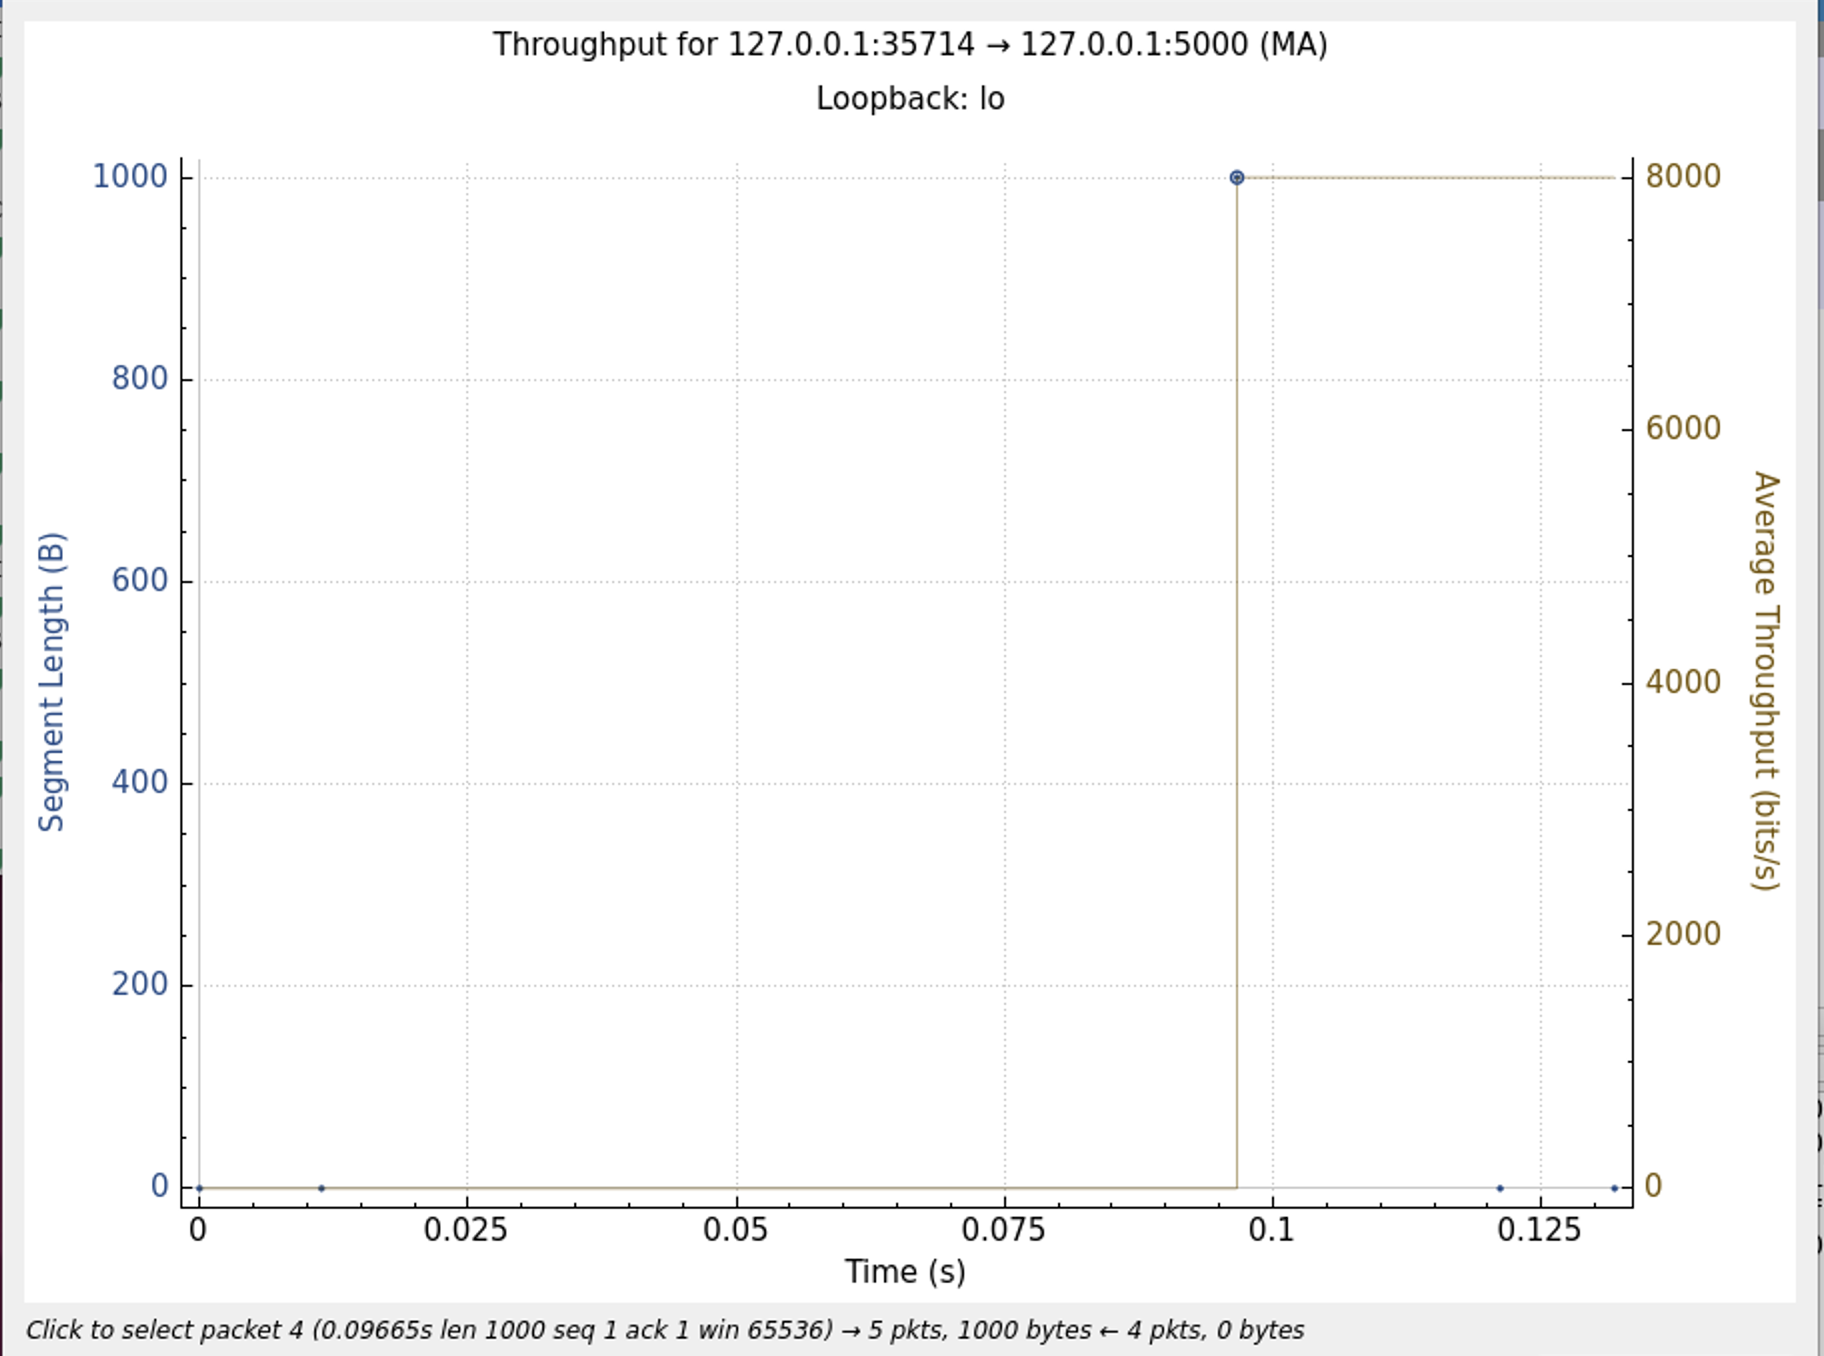 Throughput for 127.0.0.1:35714 → 127.0.0.1:5000 (MA)
Loopback: lo
Segment Length (B)
1000
800
600
400
200
0
8000
6000
4000
2000
0
Average Throughput (bits/s)
0 0.025 0.05 0.075 0.1 0.125
Time (s)
Click to select packet 4 (0.09665s len 1000 seq 1 ack 1 win 65536) → 5 pkts, 1000 bytes ← 4 pkts, 0 bytes